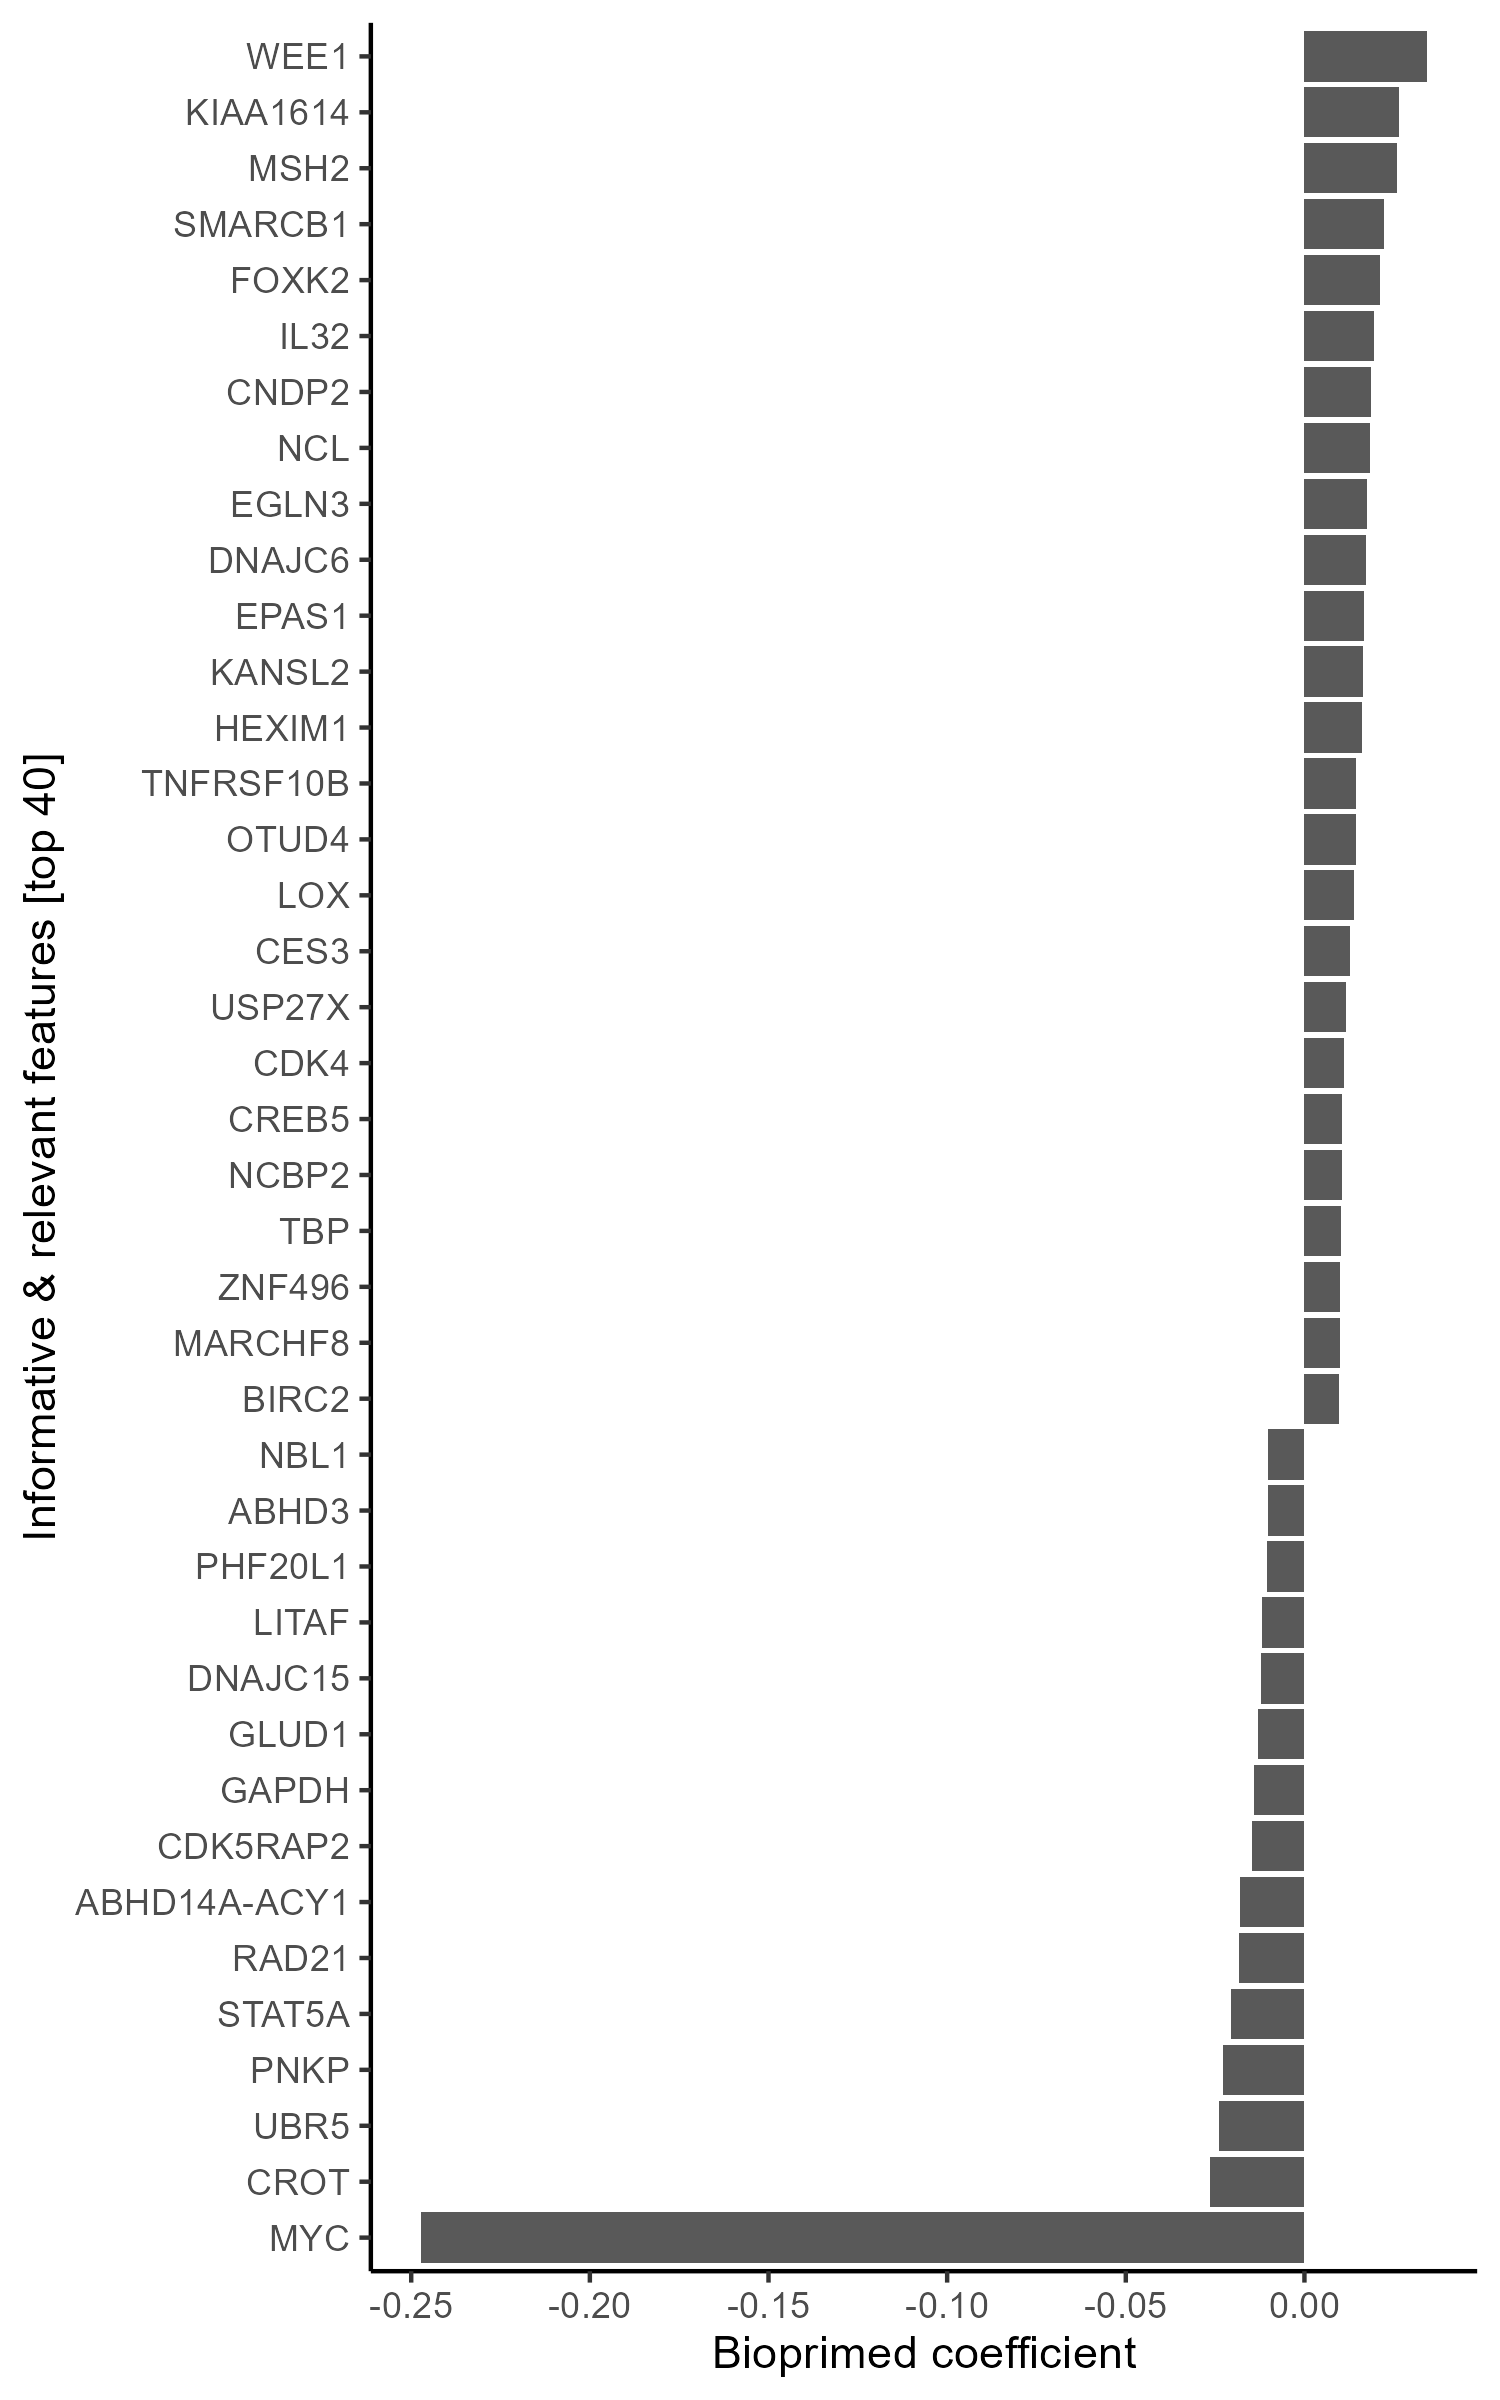 Informative & relevant features [top 40]
WEE1
KIAA1614
MSH2
SMARCB1
FOXK2
IL32
CNDP2
NCL
EGLN3
DNAJC6
EPAS1
KANSL2
HEXIM1
TNFRSF10B
OTUD4
LOX
CES3
USP27X
CDK4
CREB5
NCBP2
TBP
ZNF496
MARCHF8
BIRC2
NBL1
ABHD3
PHF20L1
LITAF
DNAJC15
GLUD1
GAPDH
CDK5RAP2
ABHD14A-ACY1
RAD21
STAT5A
PNKP
UBR5
CROT
MYC
-0.25 -0.20 -0.15 -0.10 -0.05 0.00
Bioprimed coefficient